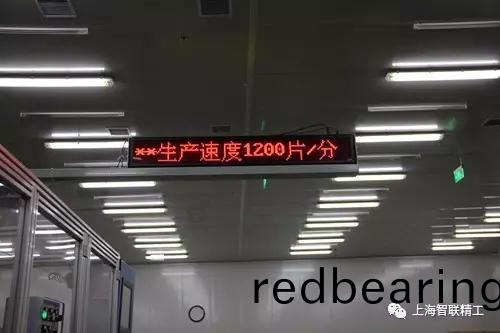 **生产速度1200片/分
redbearing
上海智联精工